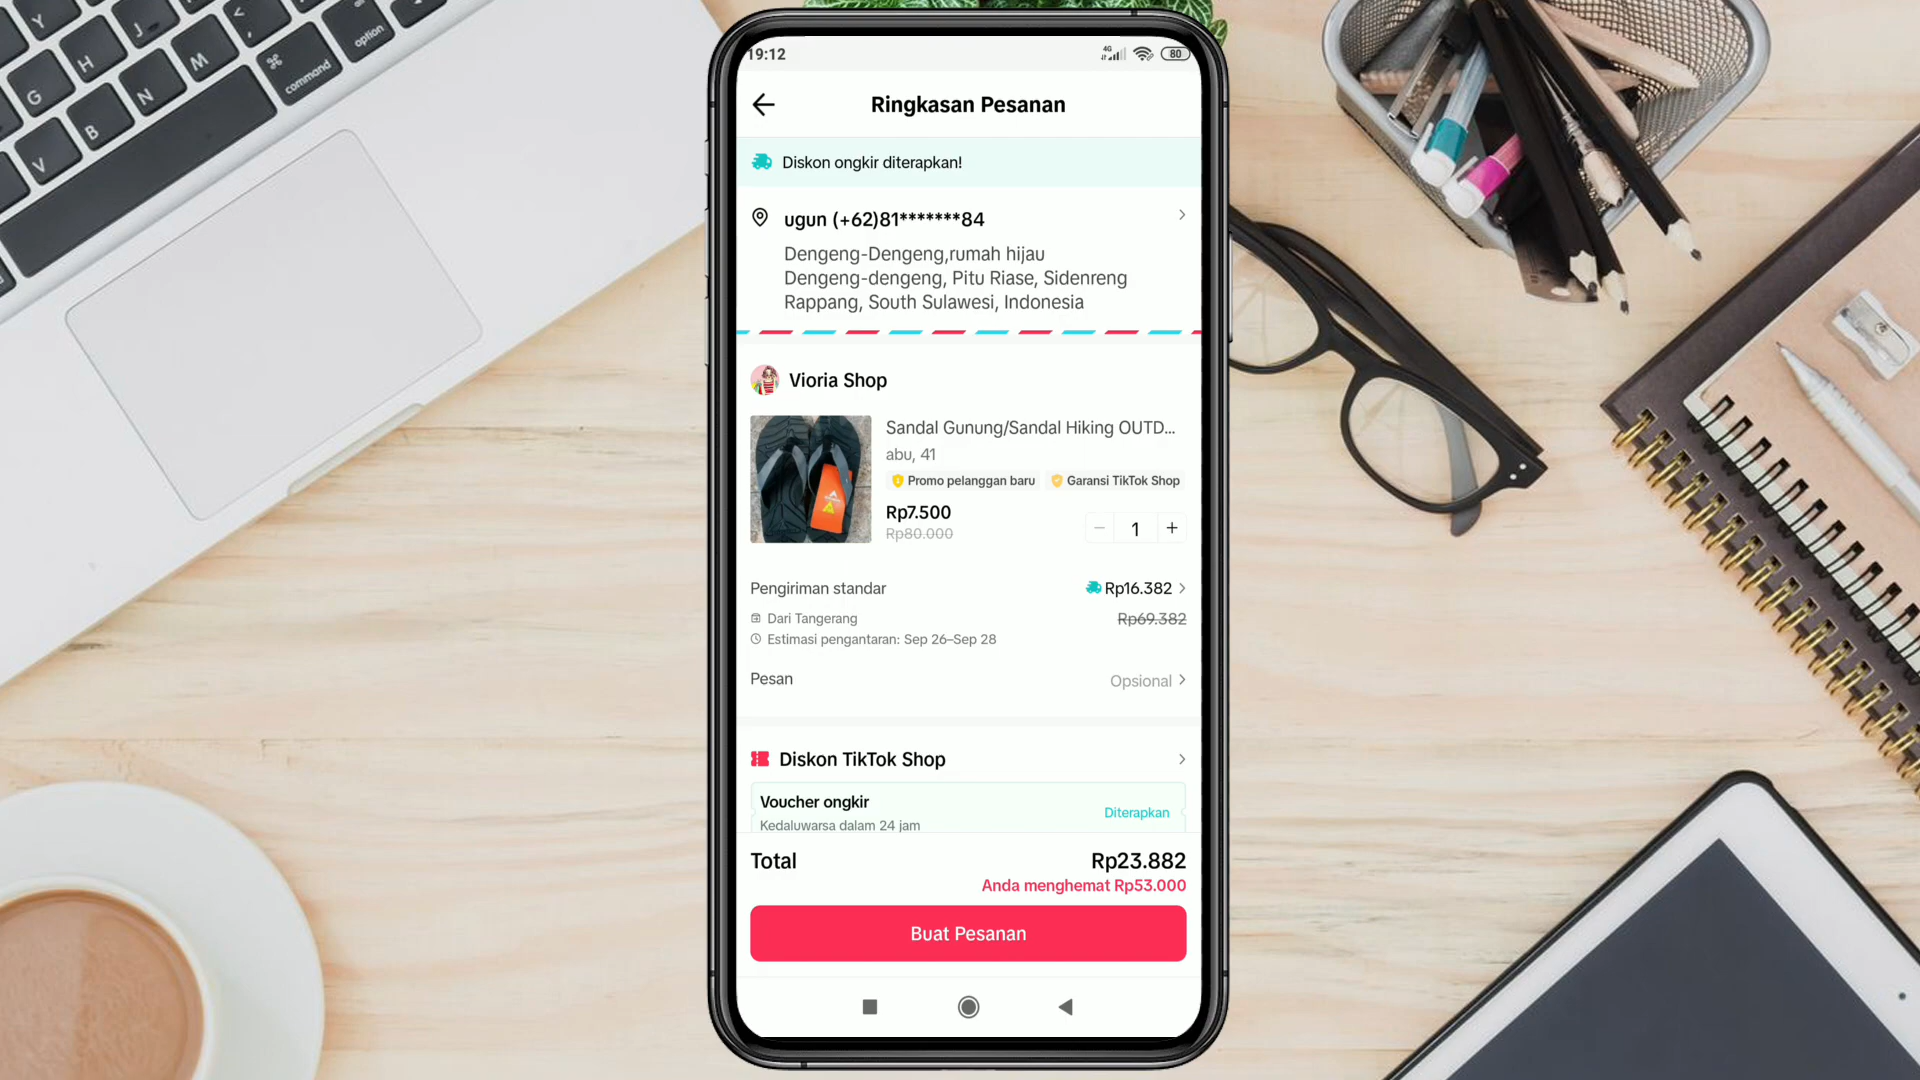 19:12
4G
80
Ringkasan Pesanan
Diskon ongkir diterapkan!
ugun (+62)81*******84
Dengeng-Dengeng,rumah hijau
Dengeng-dengeng, Pitu Riase, Sidenreng
Rappang, South Sulawesi, Indonesia
Vioria Shop
Sandal Gunung/Sandal Hiking OUTD...
abu, 41
Promo pelanggan baru
Garansi TikTok Shop
Rp7.500
Rp80.000
1
Pengiriman standar
Rp16.382
Dari Tangerang
Rp69.382
Estimasi pengantaran: Sep 26–Sep 28
Pesan
Opsional
Diskon TikTok Shop
Voucher ongkir
Diterapkan
Kedaluwarsa dalam 24 jam
Total
Rp23.882
Anda menghemat Rp53.000
Buat Pesanan
Y
G
H
J
V
B
N
M
<
command
option